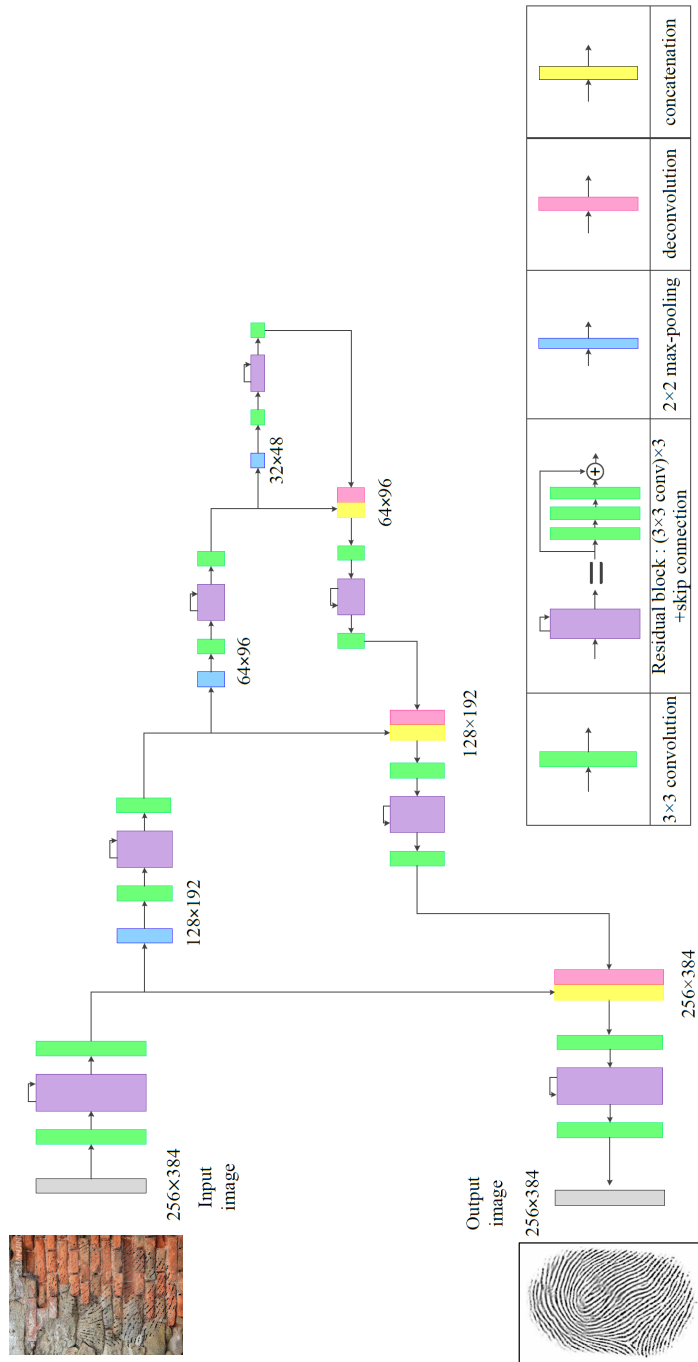 256×384
Input
image
128×192
64×96
32×48
64×96
128×192
256×384
Output
image
256×384
3×3 convolution
Residual block : (3×3 conv)×3
+skip connection
2×2 max-pooling
deconvolution
concatenation